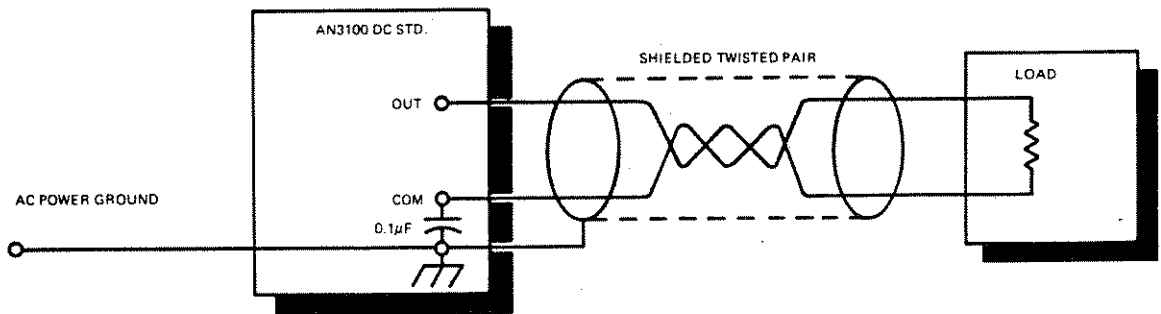 AN3100 DC STD.
SHIELDED TWISTED PAIR
LOAD
OUT
AC POWER GROUND
COM
0.1μF